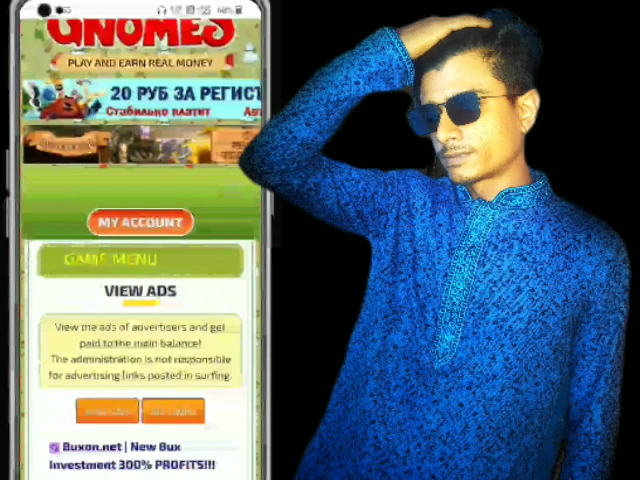 GNOMES
PLAY AND EARN REAL MONEY
20 РУБ ЗА РЕГИСТ
Стабильно платит
MY ACCOUNT
GAME MENU
VIEW ADS
View the ads of advertisers and get
paid to the main balance!
The administration is not responsible
for advertising links posted in surfing.
Buxon.net | New Bux
Investment 300% PROFITS!!!